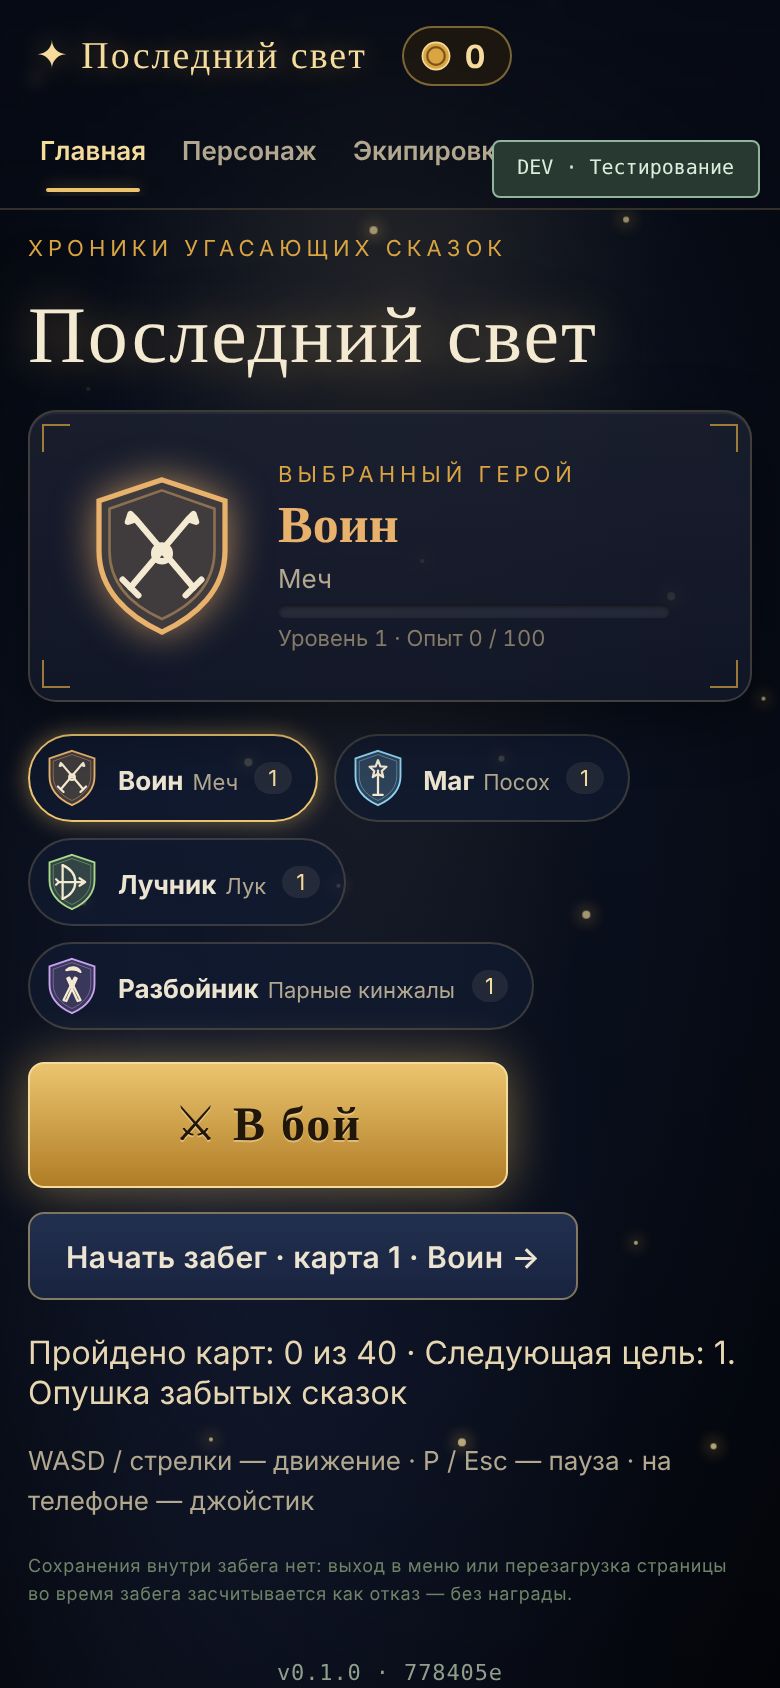 ✦ Последний свет 0
Главная Персонаж Экипировк
DEV · Тестирование
ХРОНИКИ УГАСАЮЩИХ СКАЗОК
Последний свет
ВЫБРАННЫЙ ГЕРОЙ
Воин
Меч
Уровень 1 · Опыт 0 / 100
Воин Меч 1
Маг Посох 1
Лучник Лук 1
Разбойник Парные кинжалы 1
⚔ В бой
Начать забег · карта 1 · Воин →
Пройдено карт: 0 из 40 · Следующая цель: 1.
Опушка забытых сказок
WASD / стрелки — движение · P / Esc — пауза · на
телефоне — джойстик
Сохранения внутри забега нет: выход в меню или перезагрузка страницы
во время забега засчитывается как отказ — без награды.
v0.1.0 · 778405e